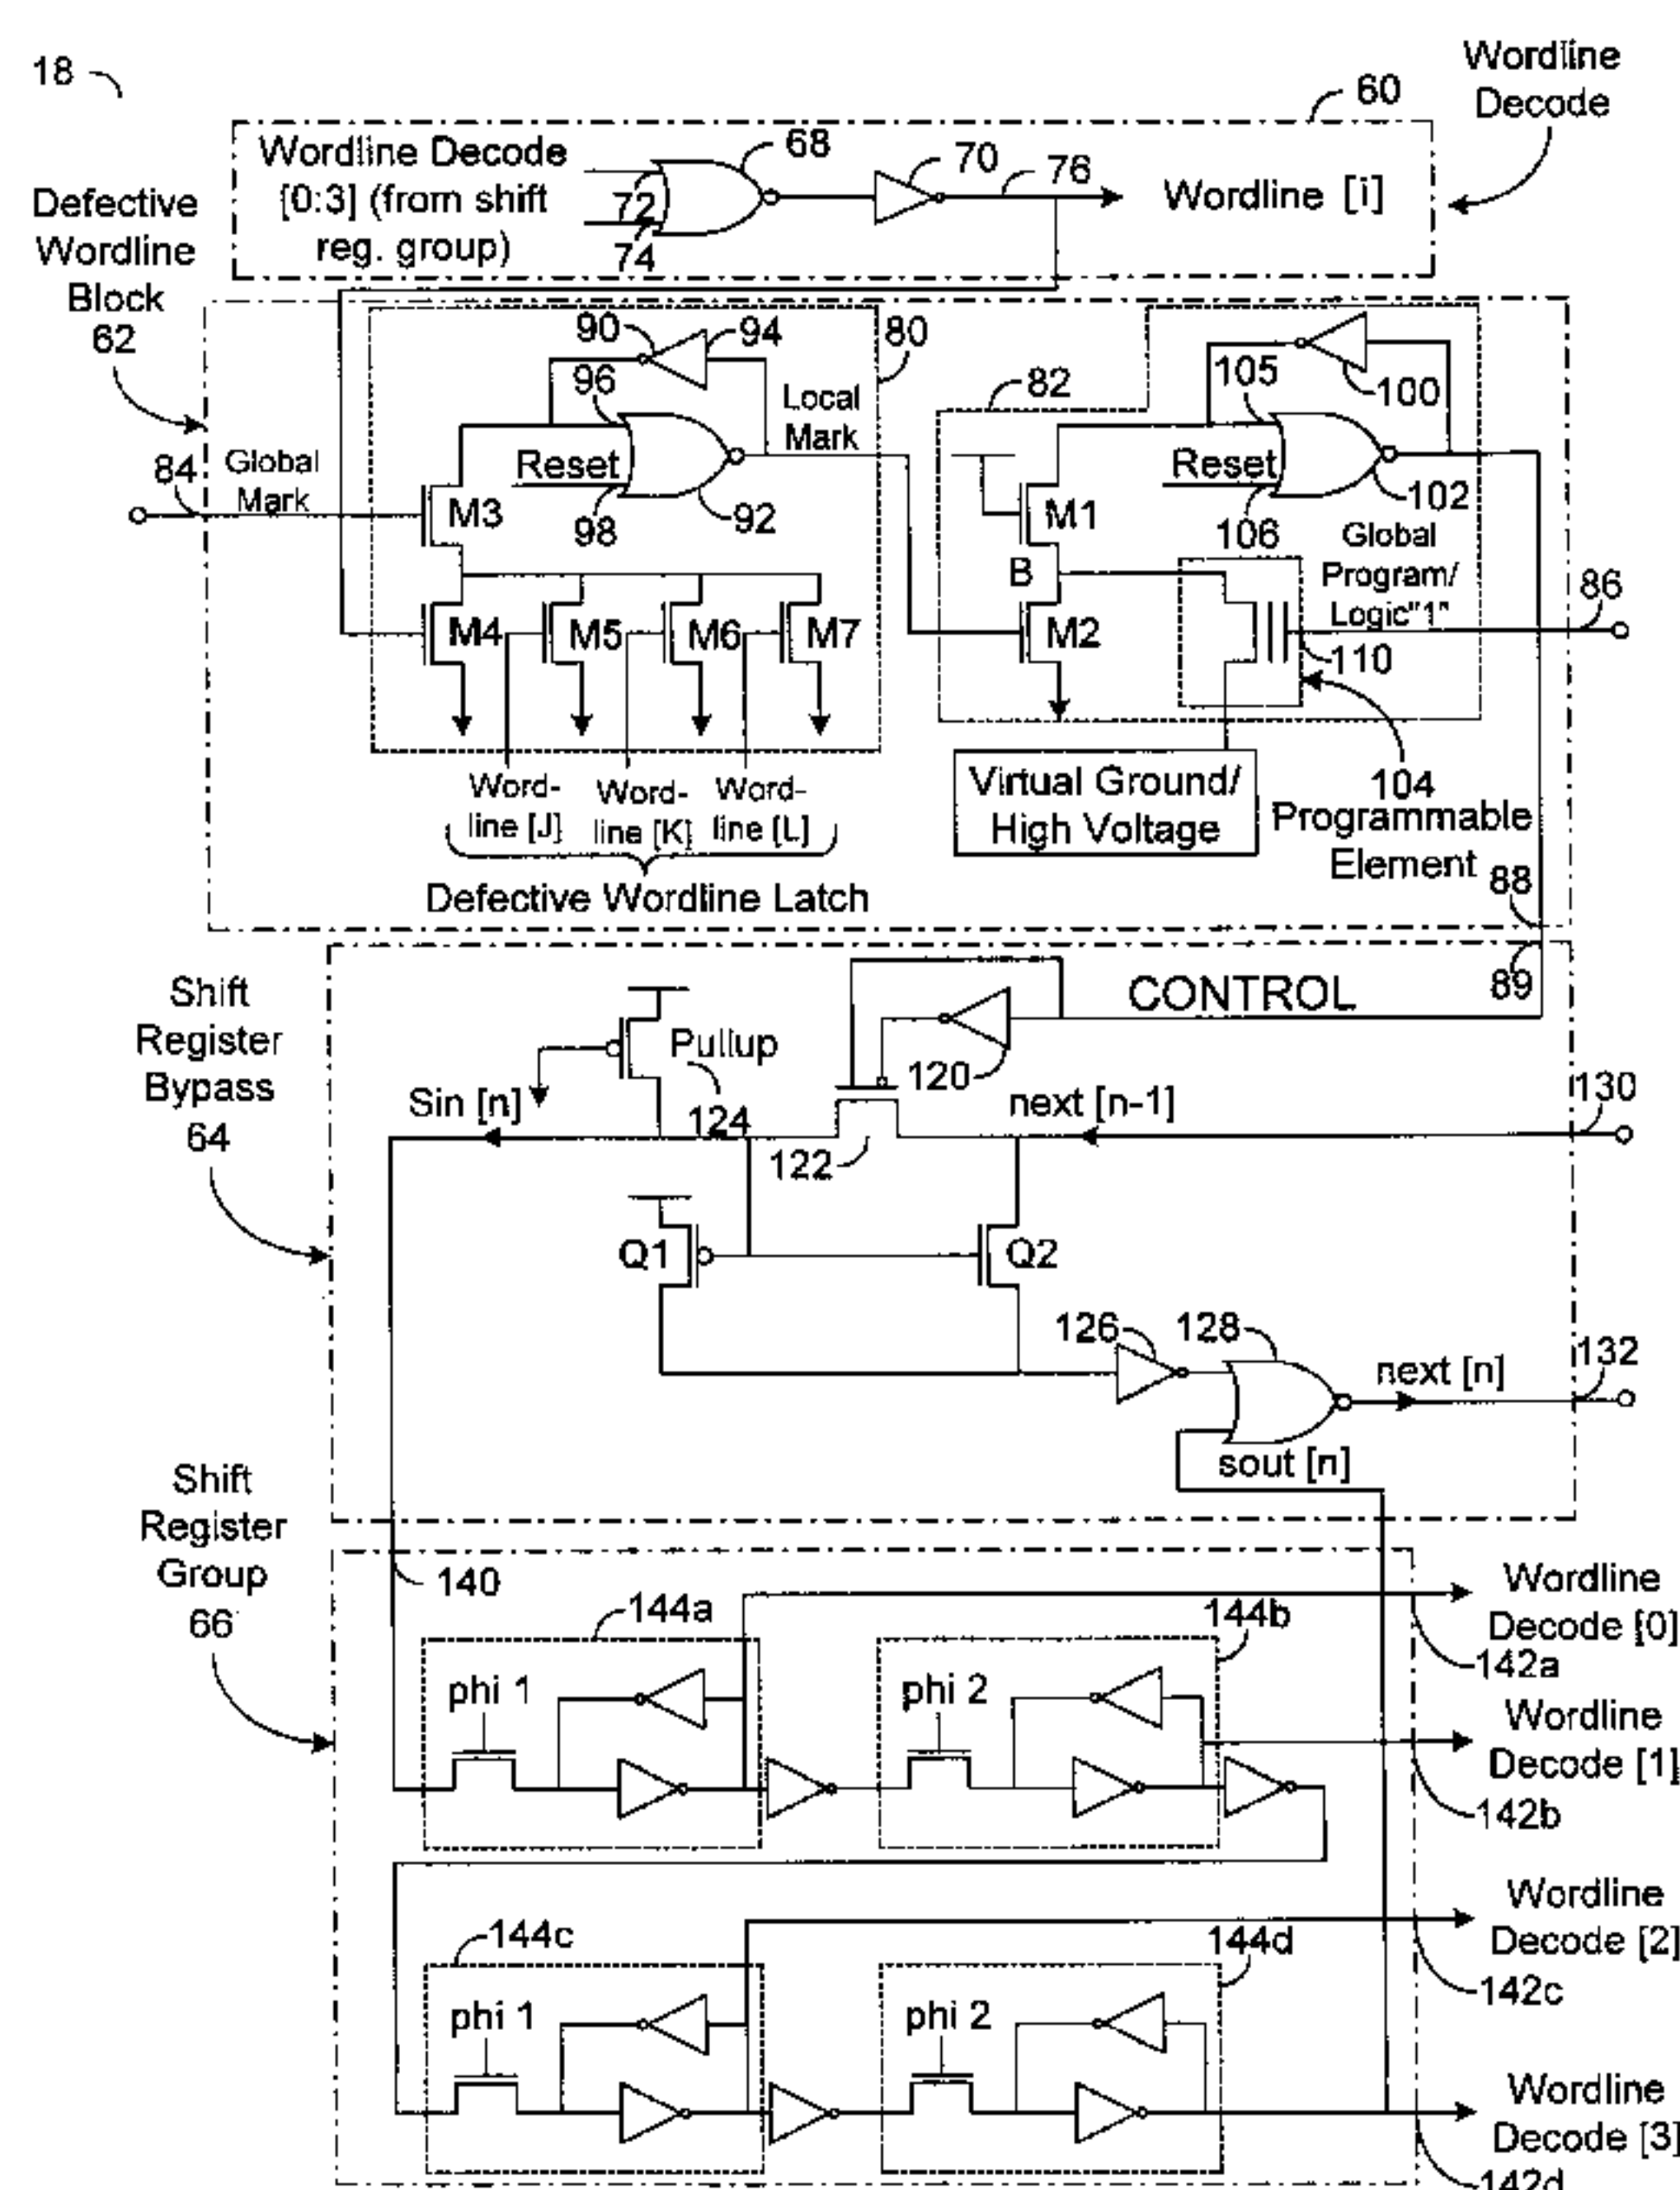 18
Wordline
Decode
60
Wordline Decode
[0:3] (from shift
reg. group)
72
74
68
70
76
Wordline [i]
Defective
Wordline
Block
62
90
94
80
96
Local
Mark
82
105
100
84
Global
Mark
Reset
98
92
M3
Reset
106
102
M1
B
Global
Program/
Logic"1"
86
M4
M5
M6
M7
M2
110
Word-
line [J]
Word-
line [K]
Word-
line [L]
Defective Wordline Latch
Virtual Ground/
High Voltage
104
Programmable
Element
88
89
Shift
Register
Bypass
64
CONTROL
Pullup
124
120
Sin [n]
122
next [n-1]
130
Q1
Q2
126
128
next [n]
132
sout [n]
Shift
Register
Group
66
140
144a
144b
Wordline
Decode [0]
142a
phi 1
phi 2
Wordline
Decode [1]
142b
144c
144d
Wordline
Decode [2]
142c
phi 1
phi 2
Wordline
Decode [3]
142d